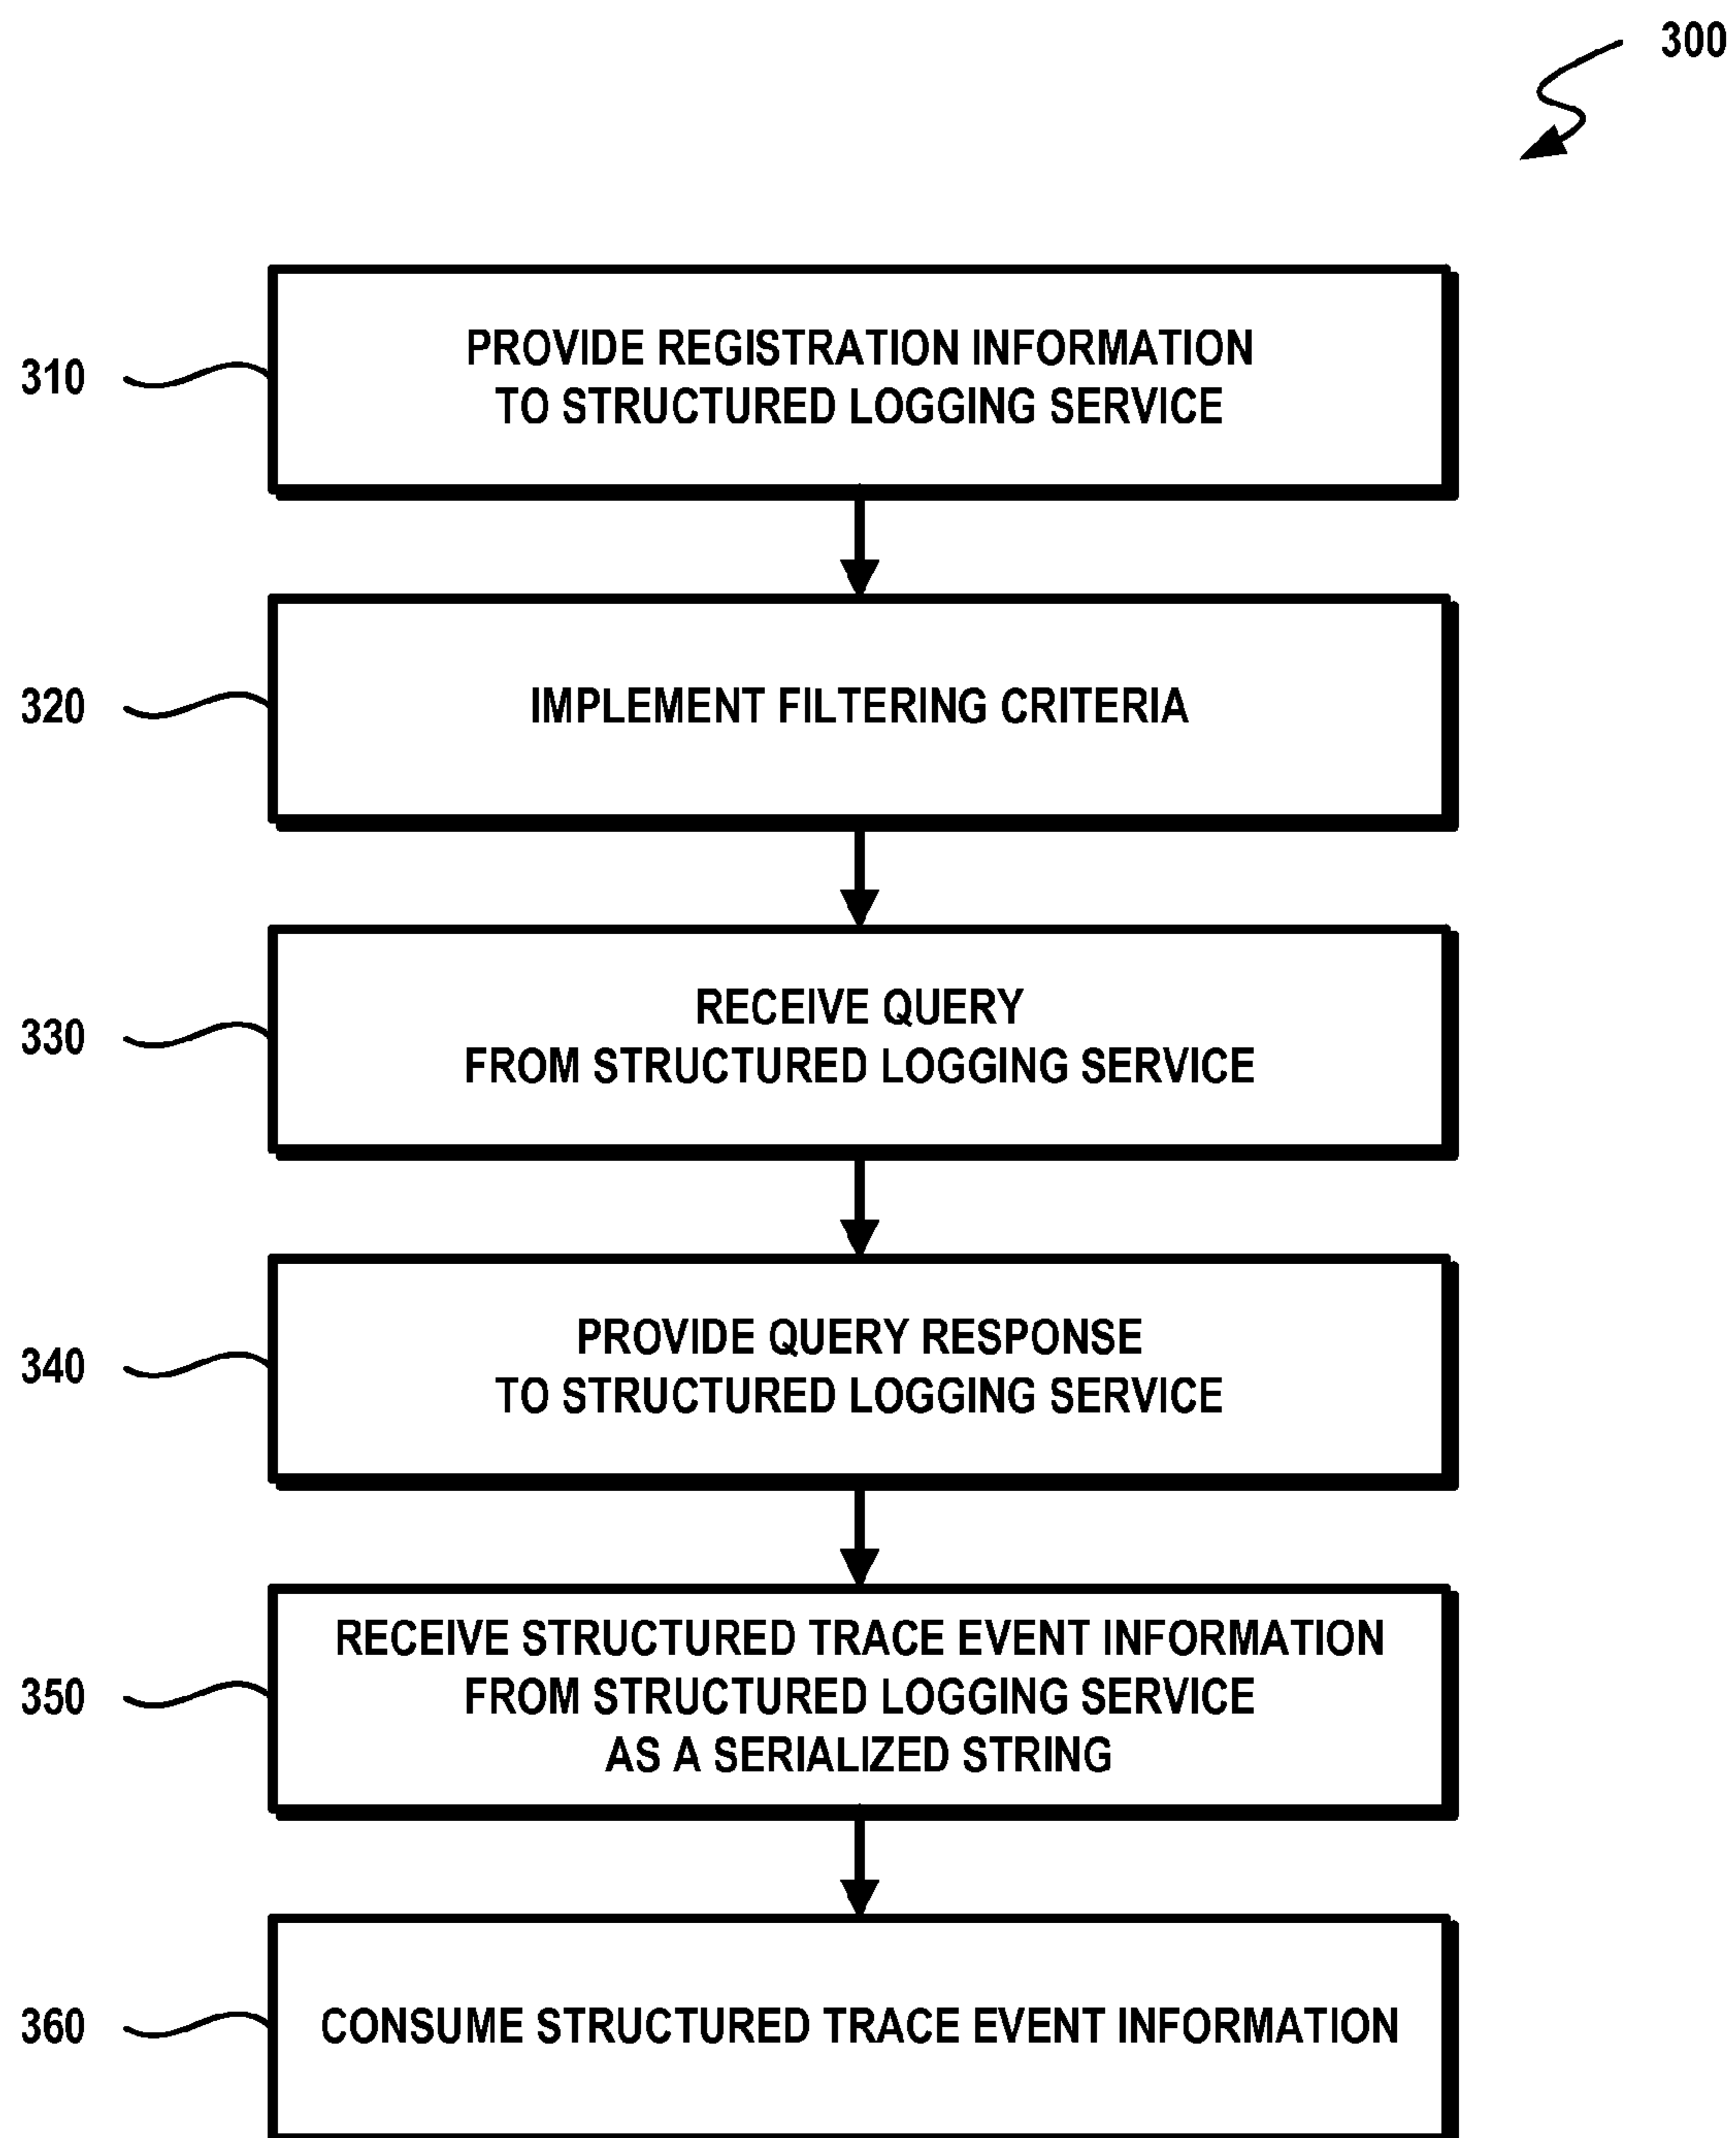 300
310
PROVIDE REGISTRATION INFORMATION
TO STRUCTURED LOGGING SERVICE
320
IMPLEMENT FILTERING CRITERIA
330
RECEIVE QUERY
FROM STRUCTURED LOGGING SERVICE
340
PROVIDE QUERY RESPONSE
TO STRUCTURED LOGGING SERVICE
350
RECEIVE STRUCTURED TRACE EVENT INFORMATION
FROM STRUCTURED LOGGING SERVICE
AS A SERIALIZED STRING
360
CONSUME STRUCTURED TRACE EVENT INFORMATION